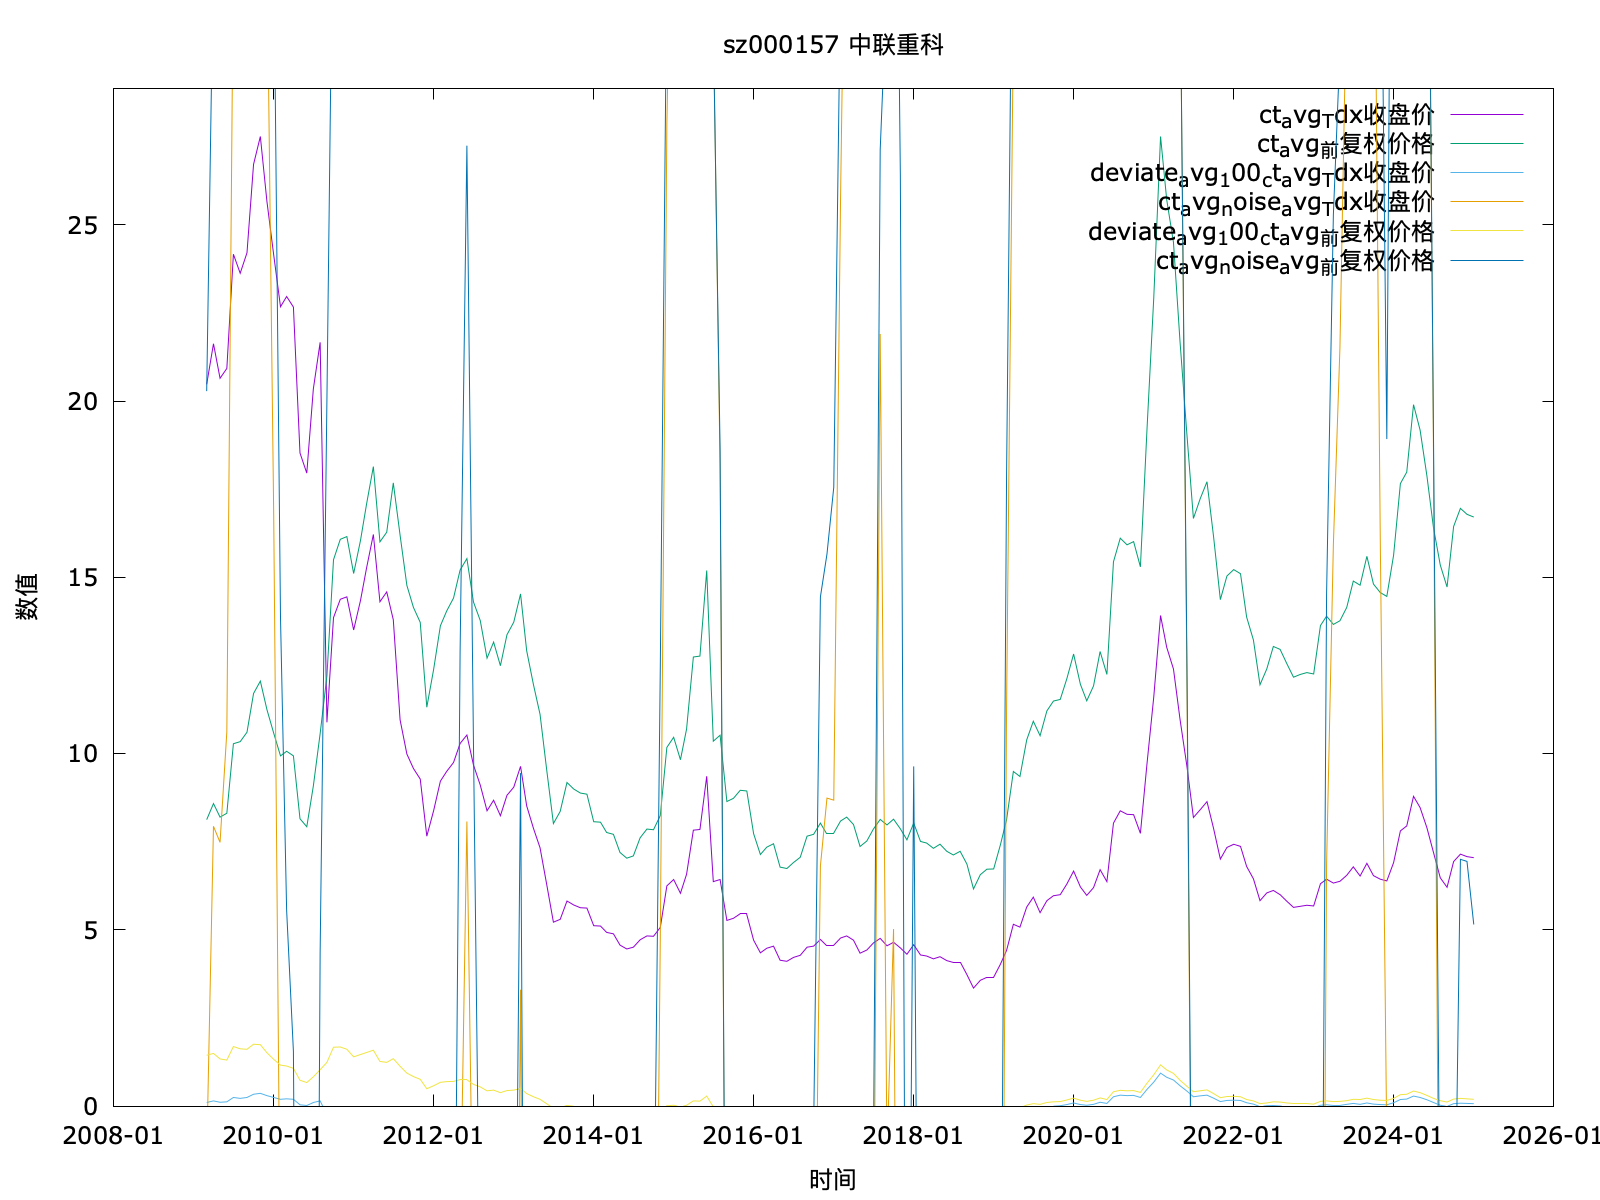 sz000157 中联重科
ctavgTdx收盘价
ctavg前复权价格
deviateavg100ctavgTdx收盘价
ctavgnoiseavgTdx收盘价
deviateavg100ctavg前复权价格
ctavgnoiseavg前复权价格
25
20
15
10
5
0
数值
2008-01 2010-01 2012-01 2014-01 2016-01 2018-01 2020-01 2022-01 2024-01 2026-01
时间